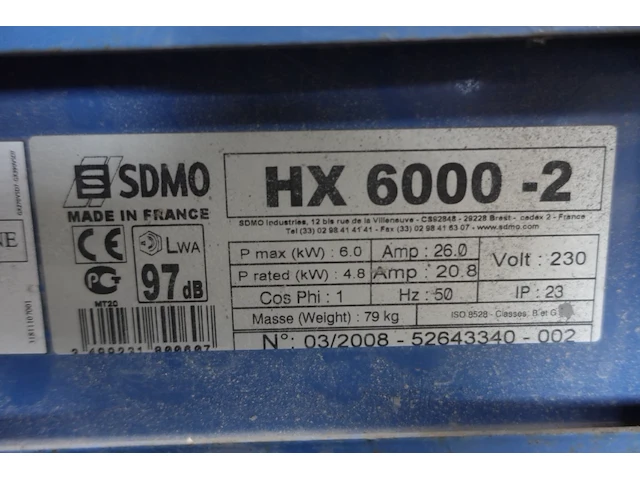 SDMO
MADE IN FRANCE
HX 6000 -2
SDMO Industries, 12 bis rue de la Villeneuve - CS92848 - 29228 Brest - cedex 2 - France
Tel (33) 02 98 41 41 41 - Fax (33) 02 98 41 63 07 - www.sdmo.com
CE
LWA
97 dB
MT20
P max (kW) : 6.0
Amp : 26.0
Volt : 230
P rated (kW) : 4.8
Amp : 20.8
Cos Phi : 1
Hz : 50
IP : 23
Masse (Weight) : 79 kg
ISO 8528 - Classes: B et G
N°: 03/2008 - 52643340 - 002
31811103001
NE